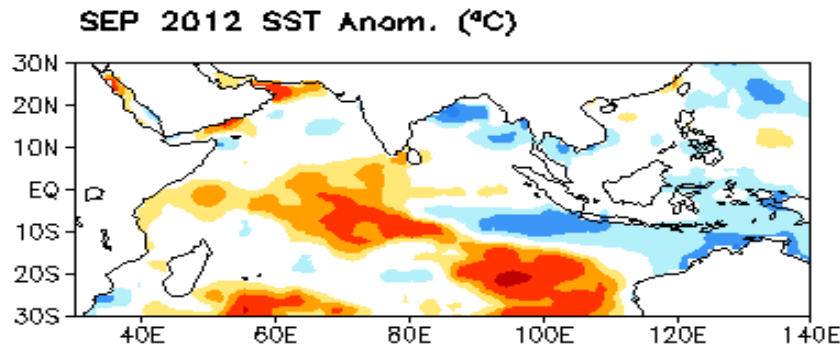 SEP 2012 SST Anom. (°C)
30N
20N
10N
EQ
10S
20S
30S
40E 60E 80E 100E 120E 140E